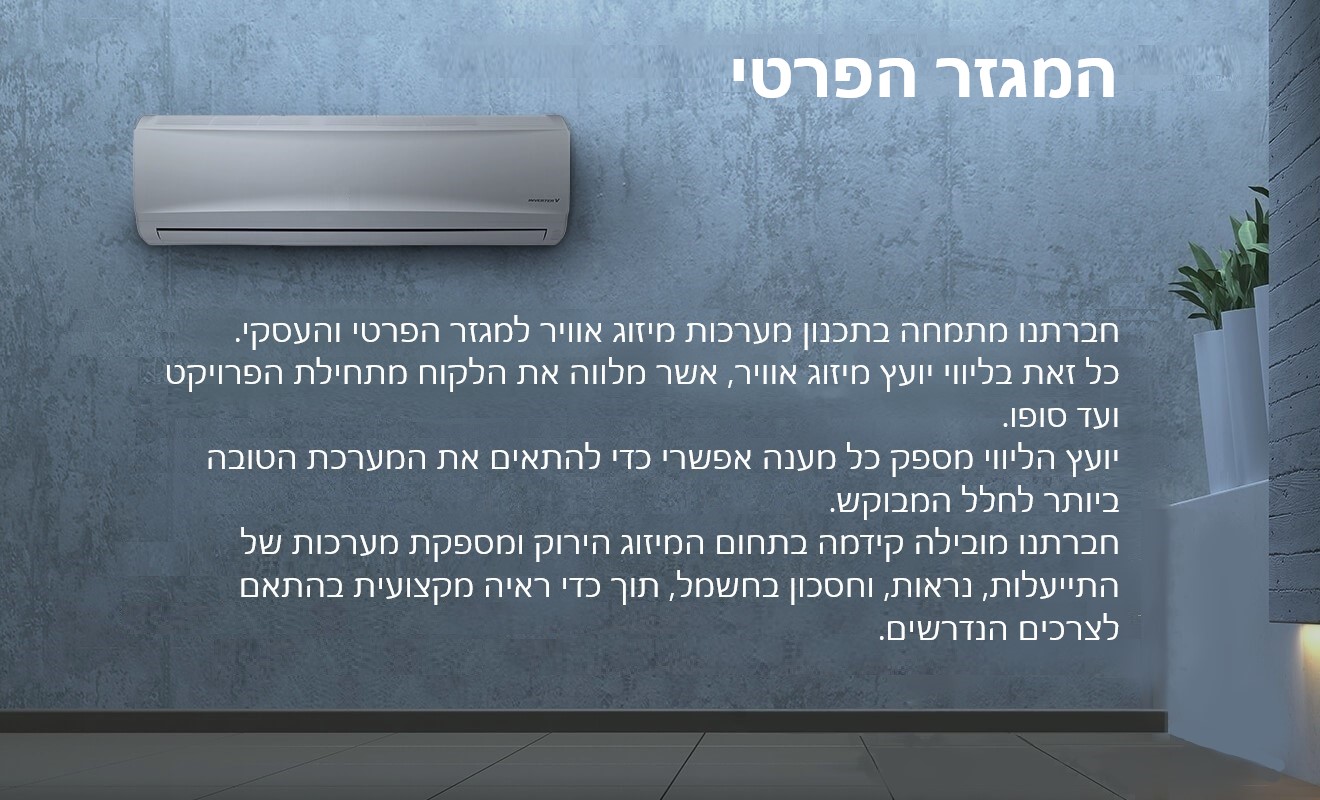 המגזר הפרטי
INVERTER V
חברתנו מתמחה בתכנון מערכות מיזוג אוויר למגזר הפרטי והעסקי.
כל זאת בליווי יועץ מיזוג אוויר, אשר מלווה את הלקוח מתחילת הפרויקט
ועד סופו.
יועץ הליווי מספק כל מענה אפשרי כדי להתאים את המערכת הטובה
ביותר לחלל המבוקש.
חברתנו מובילה קידמה בתחום המיזוג הירוק ומספקת מערכות של
התייעלות, נראות, וחסכון בחשמל, תוך כדי ראיה מקצועית בהתאם
לצרכים הנדרשים.